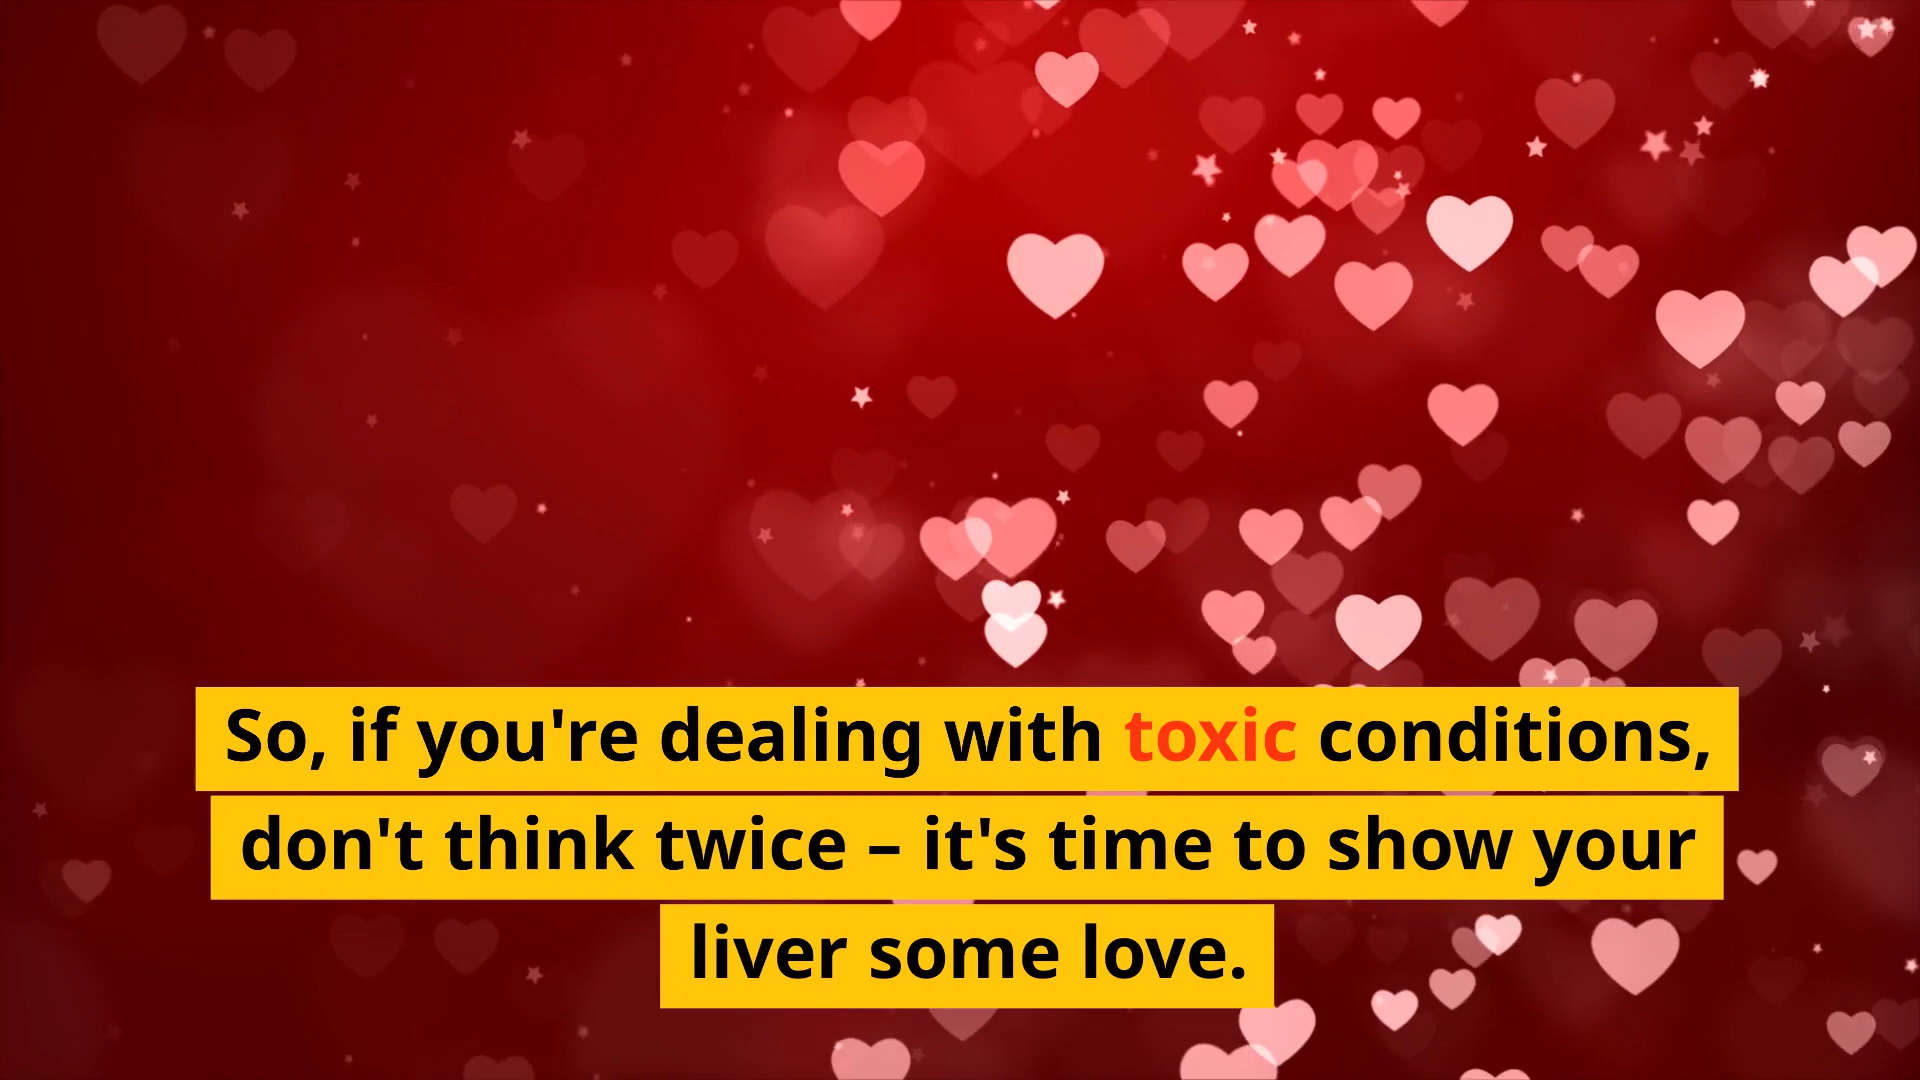 So, if you're dealing with toxic conditions,
don't think twice – it's time to show your
liver some love.